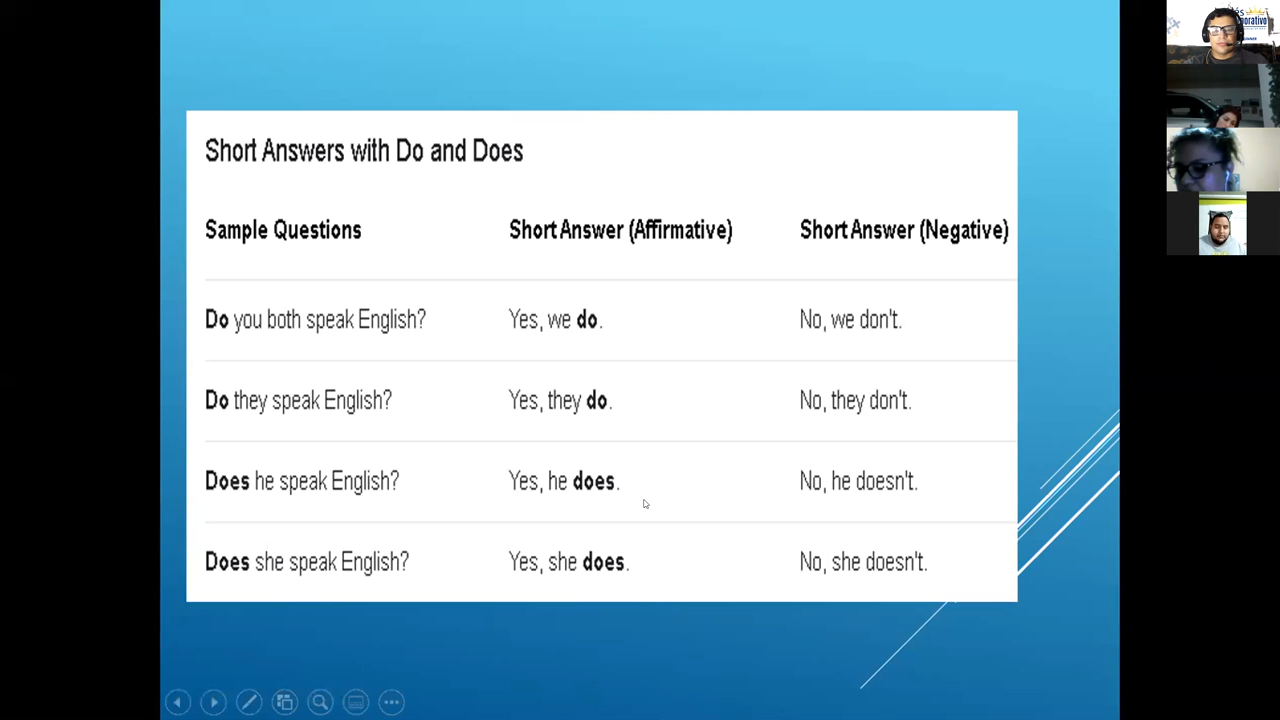 Short Answers with Do and Does
Sample Questions Short Answer (Affirmative) Short Answer (Negative)
Do you both speak English? Yes, we do. No, we don't.
Do they speak English? Yes, they do. No, they don't.
Does he speak English? Yes, he does. No, he doesn't.
Does she speak English? Yes, she does. No, she doesn't.